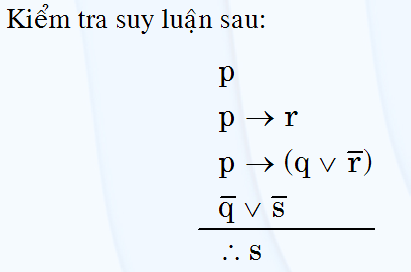 Kiểm tra suy luận sau:
p
p → r
p → (q ∨ r̅)
q̅ ∨ s̅
∴ s